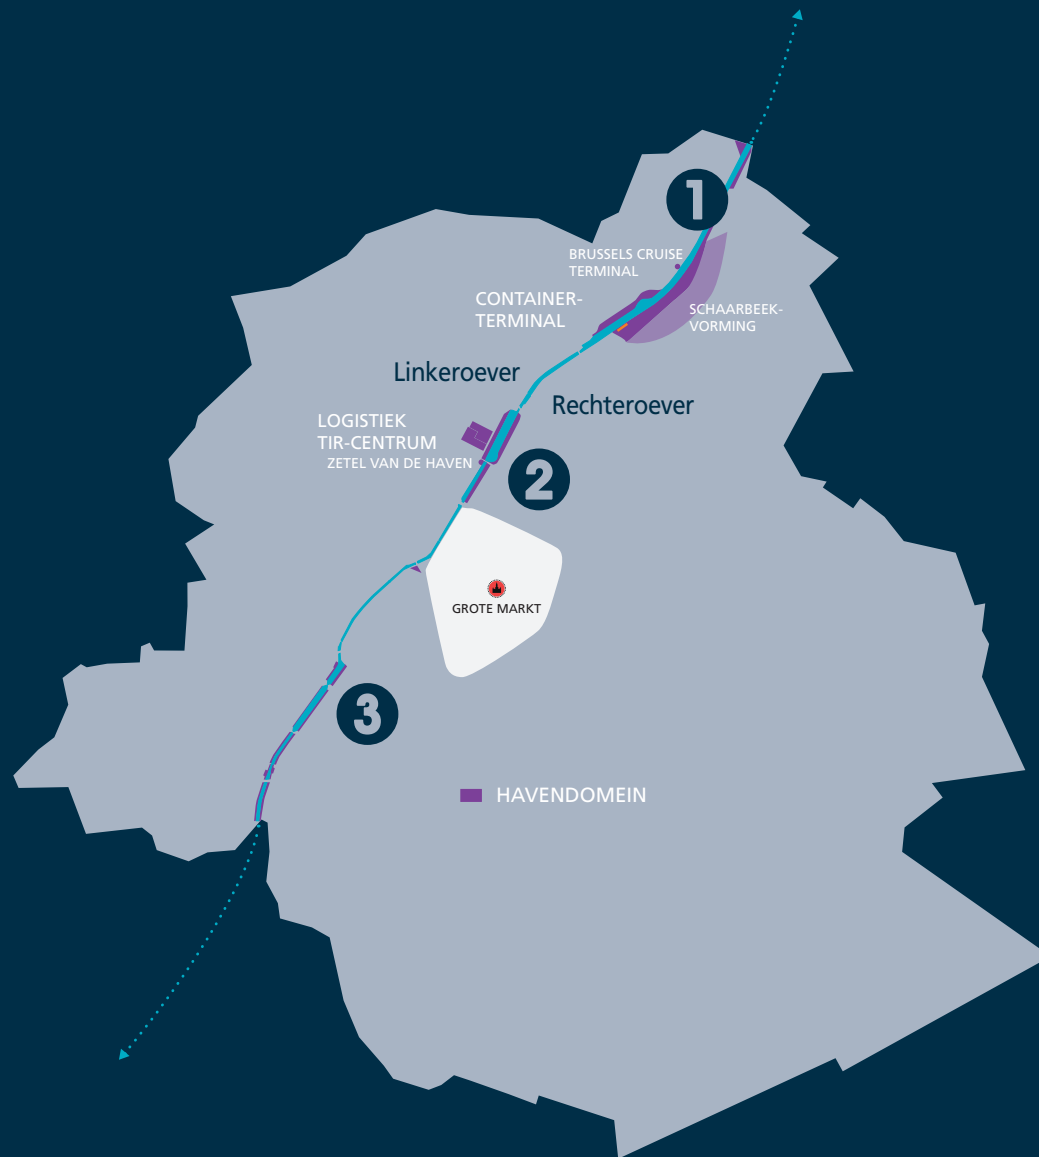 1
BRUSSELS CRUISE
TERMINAL
CONTAINER-
TERMINAL
SCHAARBEEK-
VORMING
Linkeroever
Rechteroever
LOGISTIEK
TIR-CENTRUM
ZETEL VAN DE HAVEN
2
GROTE MARKT
3
HAVENDOMEIN